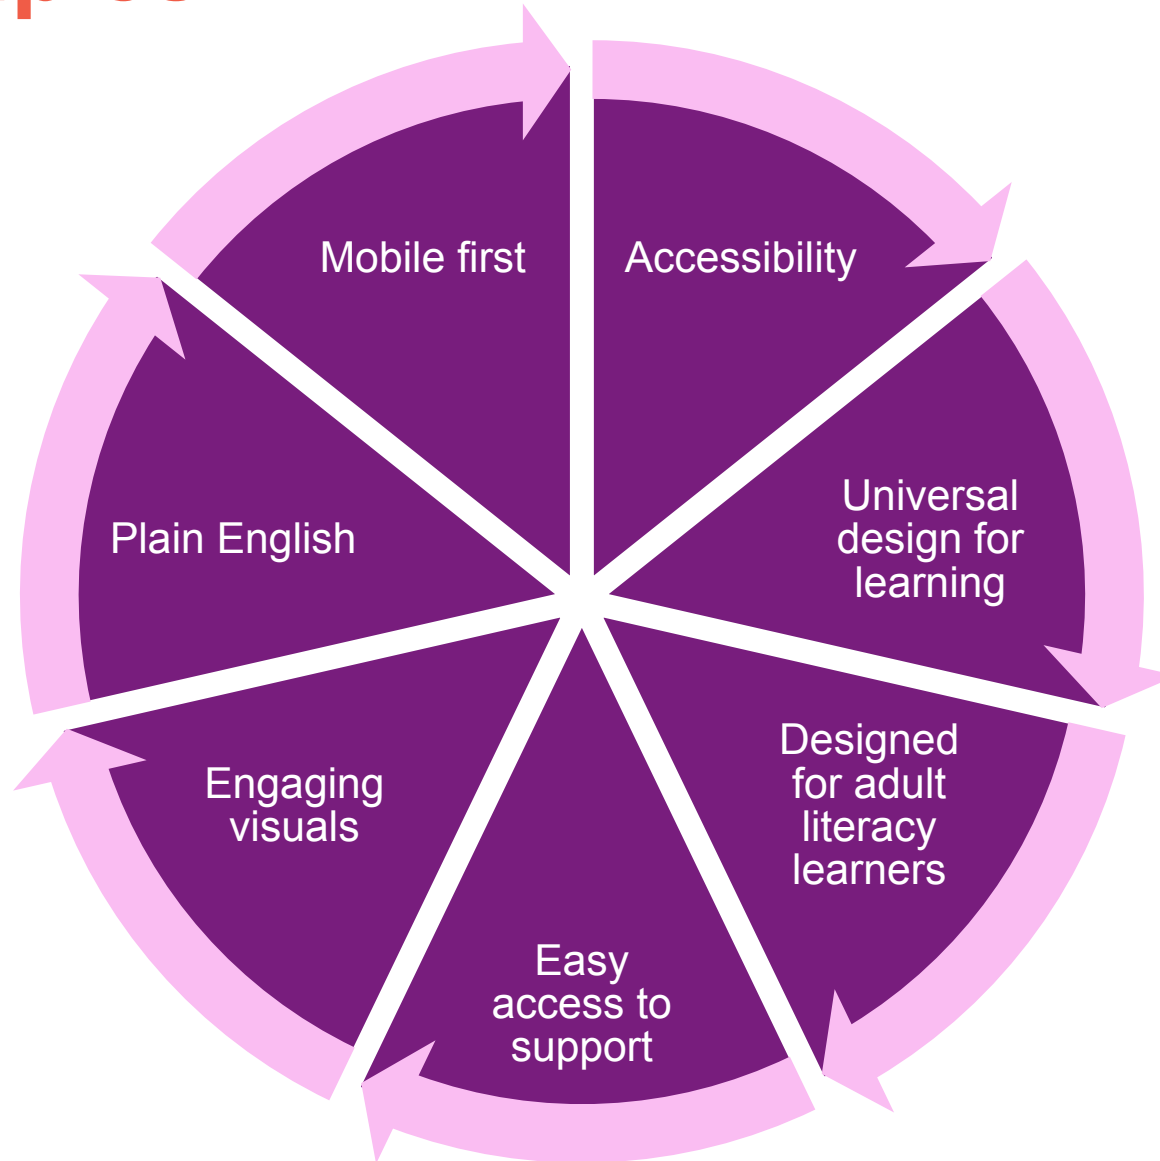 Mobile first
Accessibility
Universal
design for
learning
Designed
for adult
literacy
learners
Easy
access to
support
Engaging
visuals
Plain English